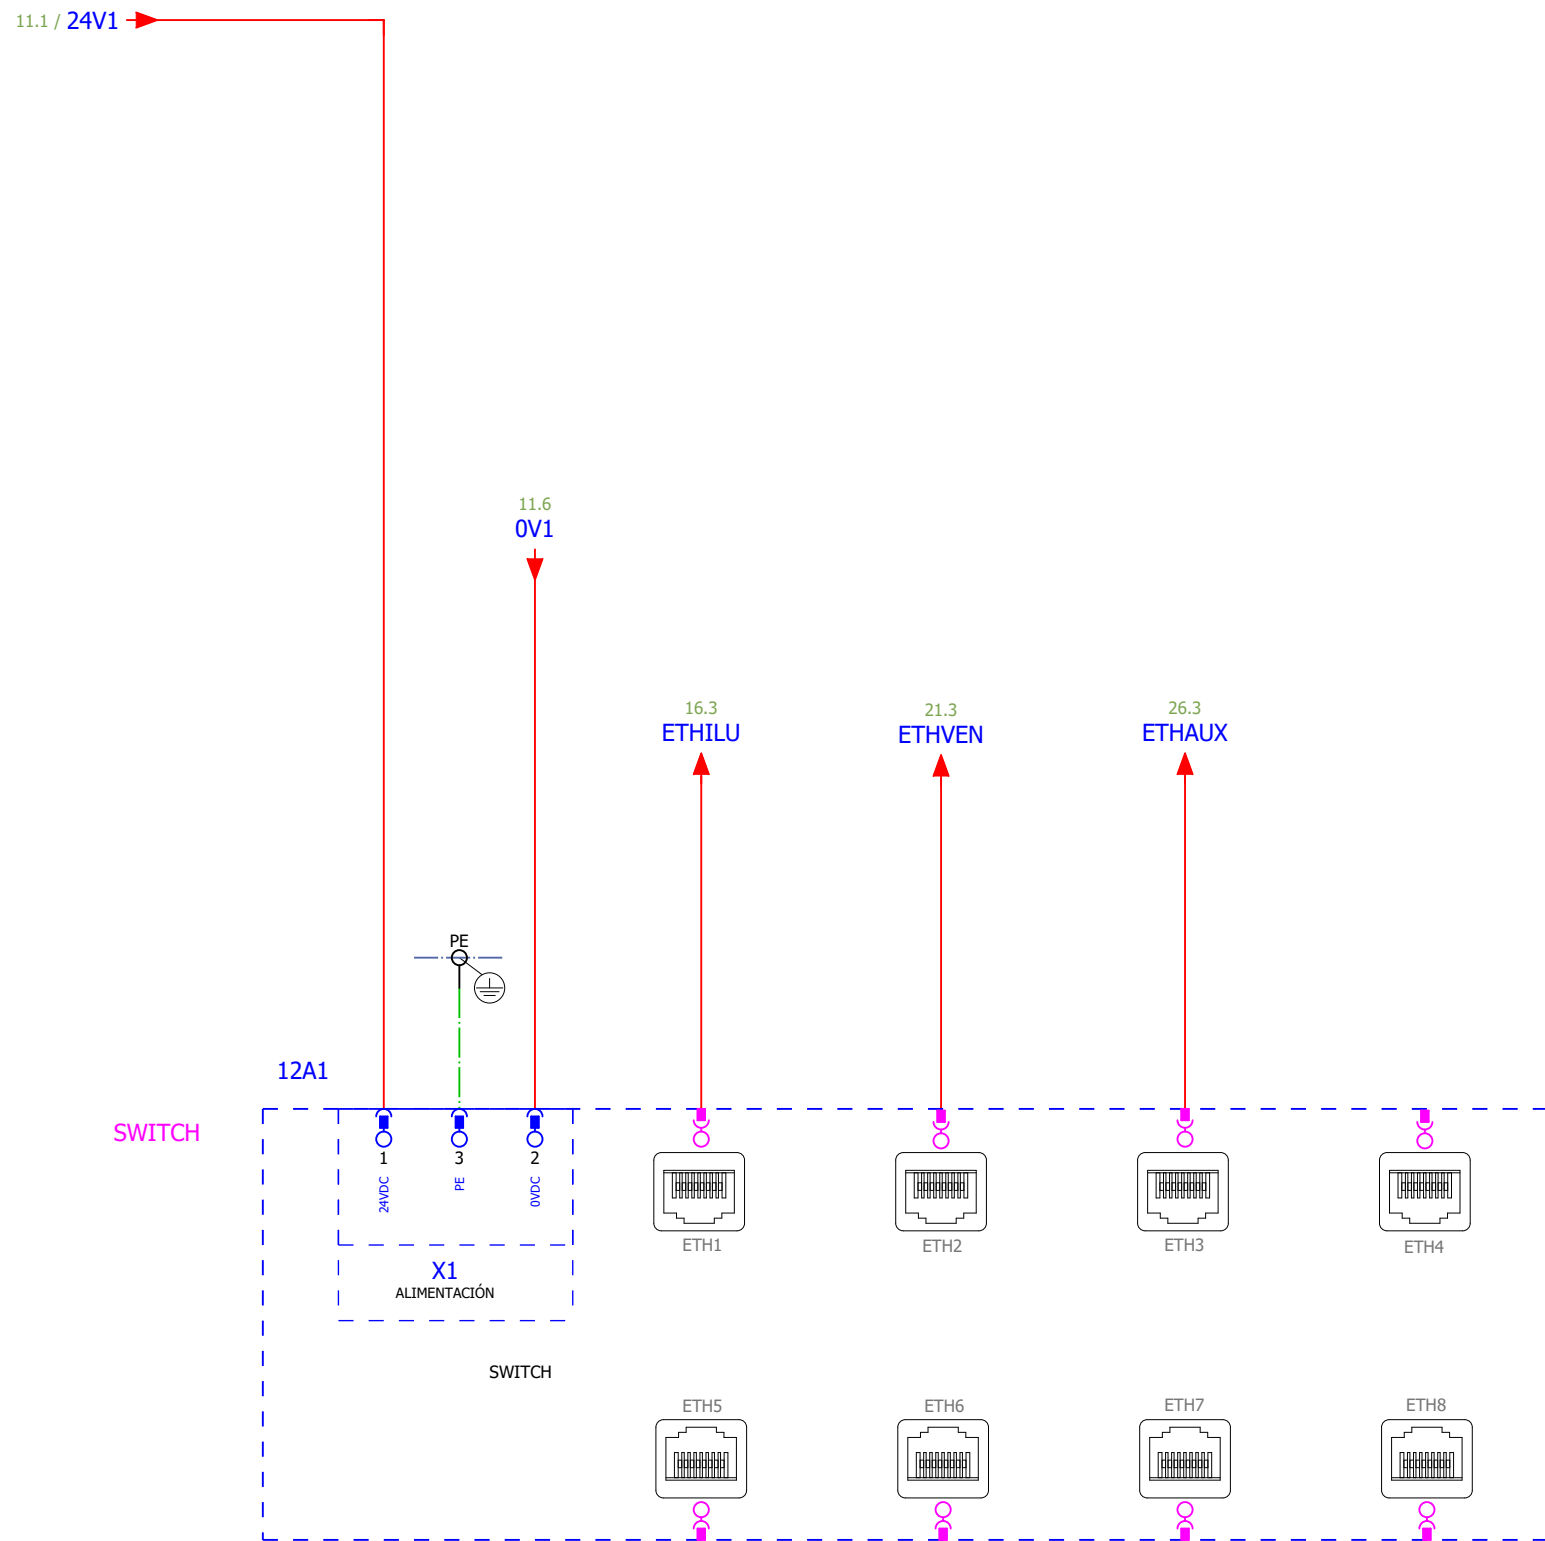 11.1 / 24V1
11.6
0V1
16.3
ETHILU
21.3
ETHVEN
26.3
ETHAUX
PE
12A1
SWITCH
1
3
2
24VDC
PE
0VDC
ETH1
ETH2
ETH3
ETH4
X1
ALIMENTACIÓN
SWITCH
ETH5
ETH6
ETH7
ETH8